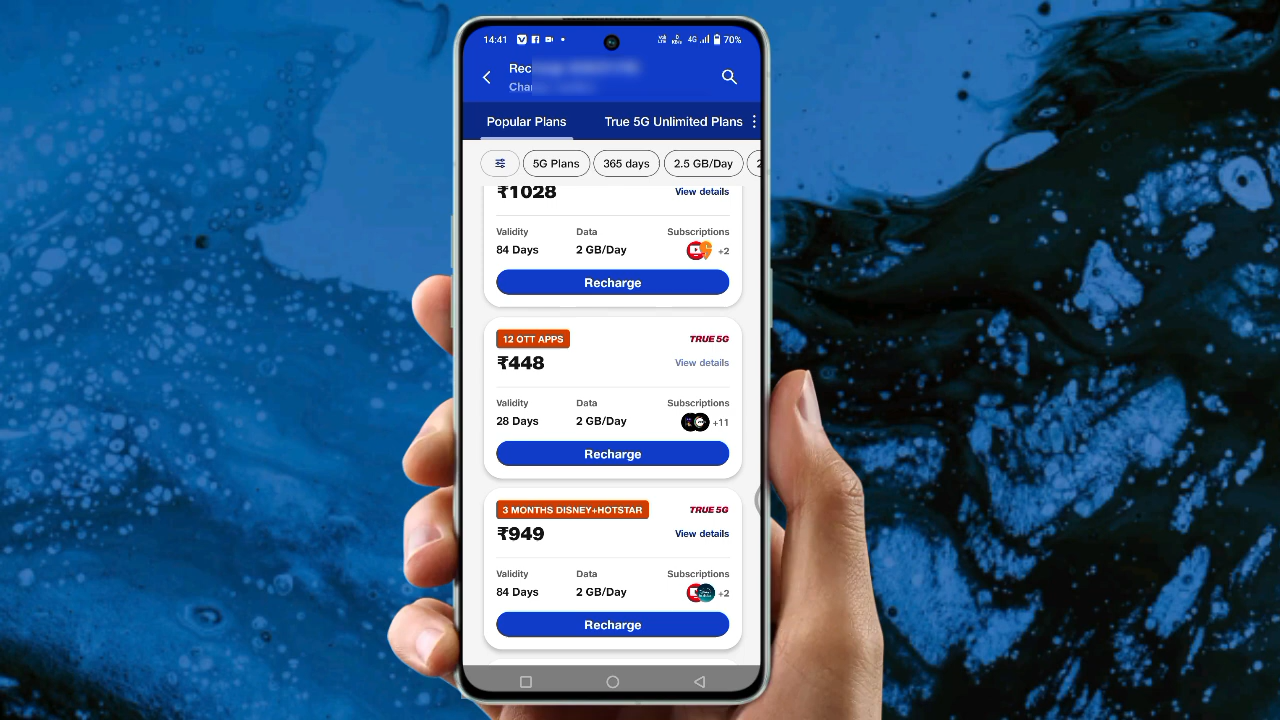 14:41 4G 70%
Rec
Cha
Popular Plans True 5G Unlimited Plans
5G Plans 365 days 2.5 GB/Day 2
₹1028 View details
Validity Data Subscriptions
84 Days 2 GB/Day +2
Recharge
12 OTT APPS TRUE 5G
₹448 View details
Validity Data Subscriptions
28 Days 2 GB/Day +11
Recharge
3 MONTHS DISNEY+HOTSTAR TRUE 5G
₹949 View details
Validity Data Subscriptions
84 Days 2 GB/Day +2
Recharge